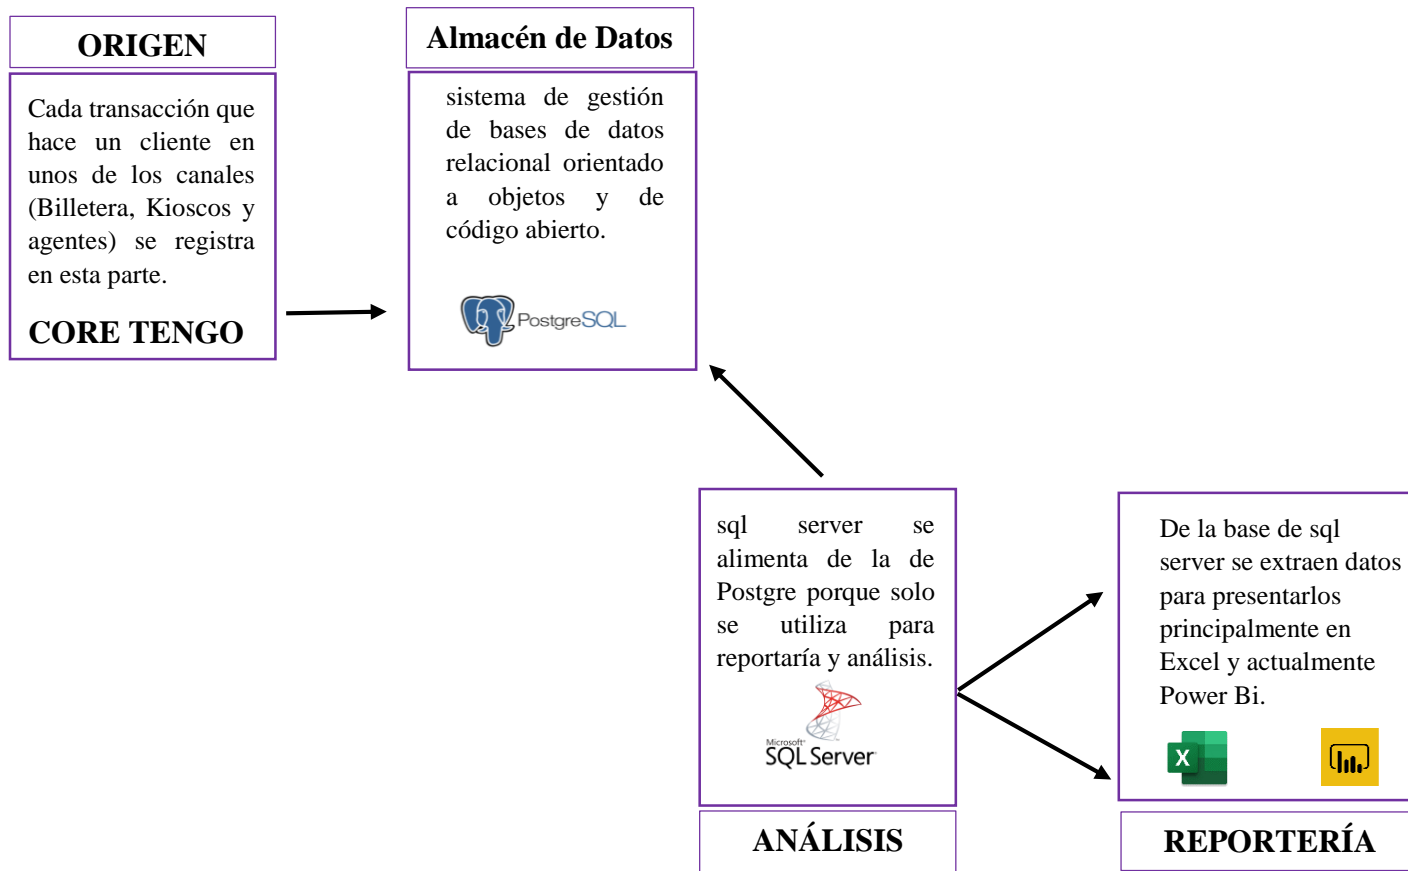 ORIGEN
Cada transacción que
hace un cliente en
unos de los canales
(Billetera, Kioscos y
agentes) se registra
en esta parte.
CORE TENGO
Almacén de Datos
sistema de gestión
de bases de datos
relacional orientado
a objetos y de
código abierto.
PostgreSQL
sql server se
alimenta de la de
Postgre porque solo
se utiliza para
reportaría y análisis.
Microsoft
SQL Server
ANÁLISIS
De la base de sql
server se extraen datos
para presentarlos
principalmente en
Excel y actualmente
Power Bi.
X
REPORTERÍA